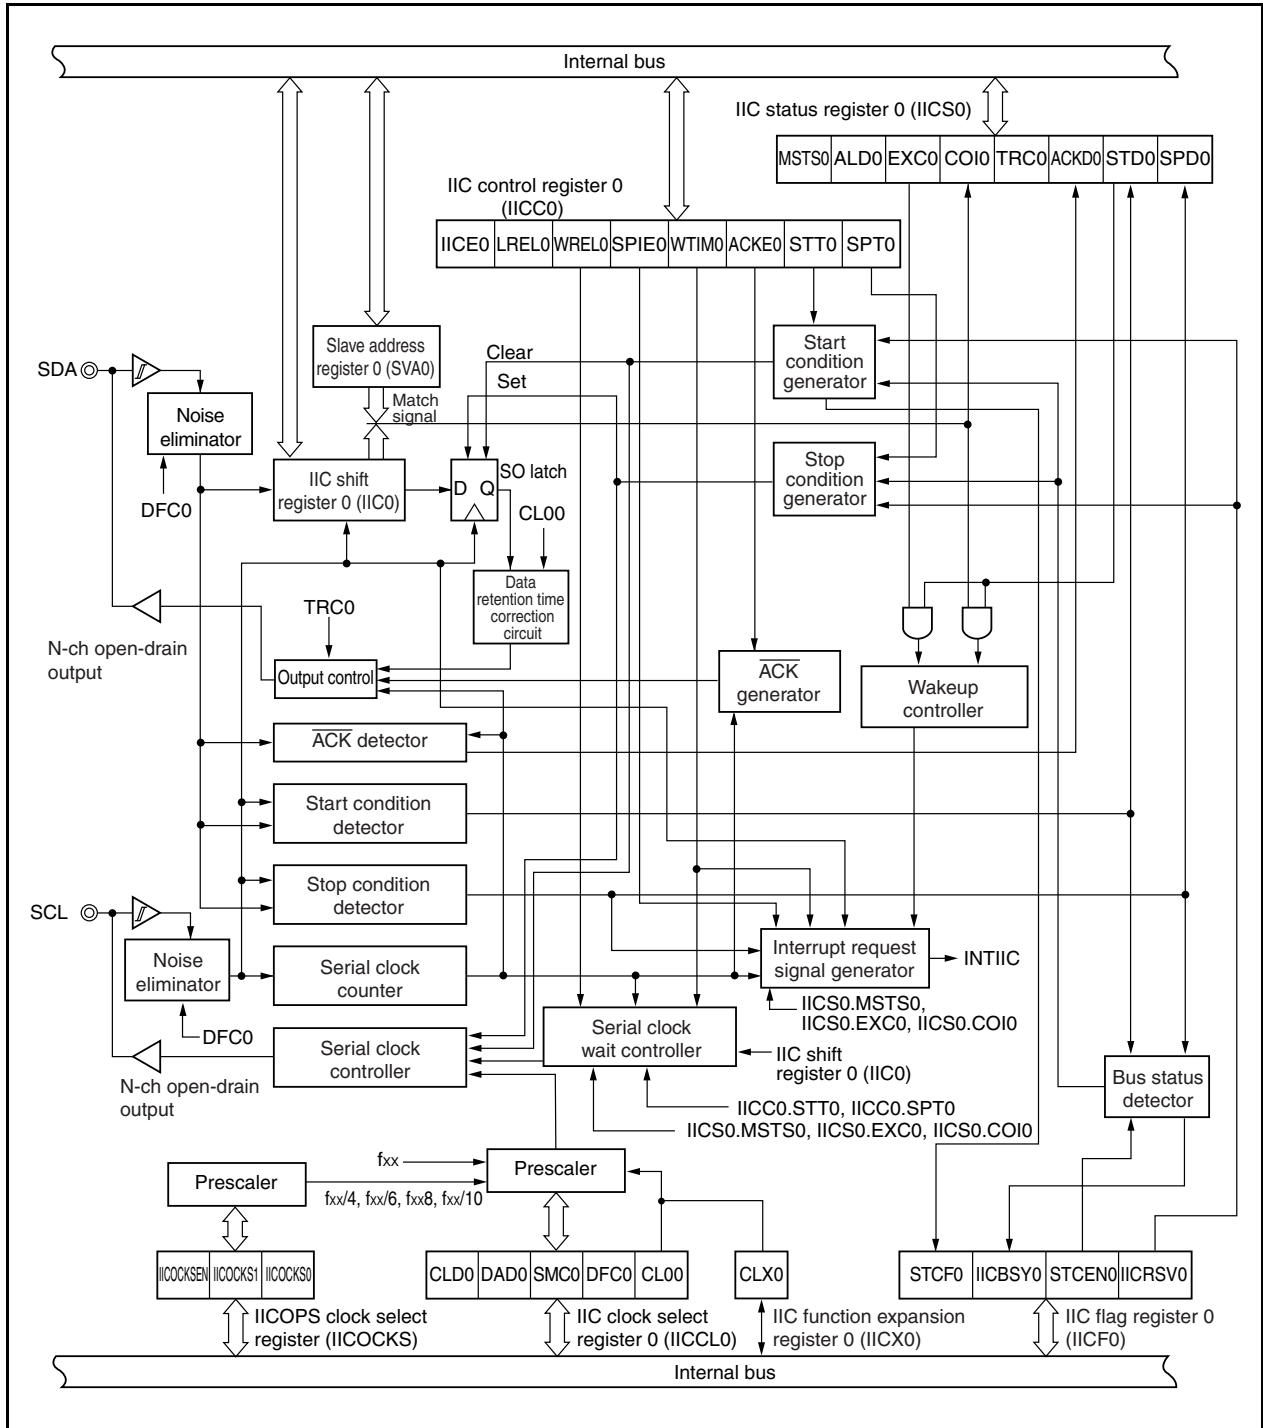 Internal bus
IIC status register 0 (IICS0)
MSTS0 ALD0 EXC0 COI0 TRC0 ACKD0 STD0 SPD0
IIC control register 0
(IICC0)
IICE0 LREL0 WREL0 SPIE0 WTIM0 ACKE0 STT0 SPT0
Slave address
register 0 (SVA0)
Clear
Set
Match
signal
Start
condition
generator
SDA
Noise
eliminator
DFC0
IIC shift
register 0 (IIC0)
D Q
SO latch
CL00
Stop
condition
generator
Data
retention time
correction
circuit
TRC0
N-ch open-drain
output
Output control
ACK
generator
Wakeup
controller
ACK detector
Start condition
detector
Stop condition
detector
SCL
Noise
eliminator
DFC0
Serial clock
counter
Interrupt request
signal generator
INTIIC
IICS0.MSTS0,
IICS0.EXC0, IICS0.COI0
Serial clock
controller
Serial clock
wait controller
IIC shift
register 0 (IIC0)
N-ch open-drain
output
IICC0.STT0, IICC0.SPT0
IICS0.MSTS0, IICS0.EXC0, IICS0.COI0
Bus status
detector
Prescaler
fxx
fxx/4, fxx/6, fxx8, fxx/10
Prescaler
IICOCKSEN IICOCKS1 IICOCKS0
CLD0 DAD0 SMC0 DFC0 CL00
CLX0
STCF0 IICBSY0 STCEN0 IICRSV0
IICOPS clock select
register (IICOCKS)
IIC clock select
register 0 (IICCL0)
IIC function expansion
register 0 (IICX0)
IIC flag register 0
(IICF0)
Internal bus